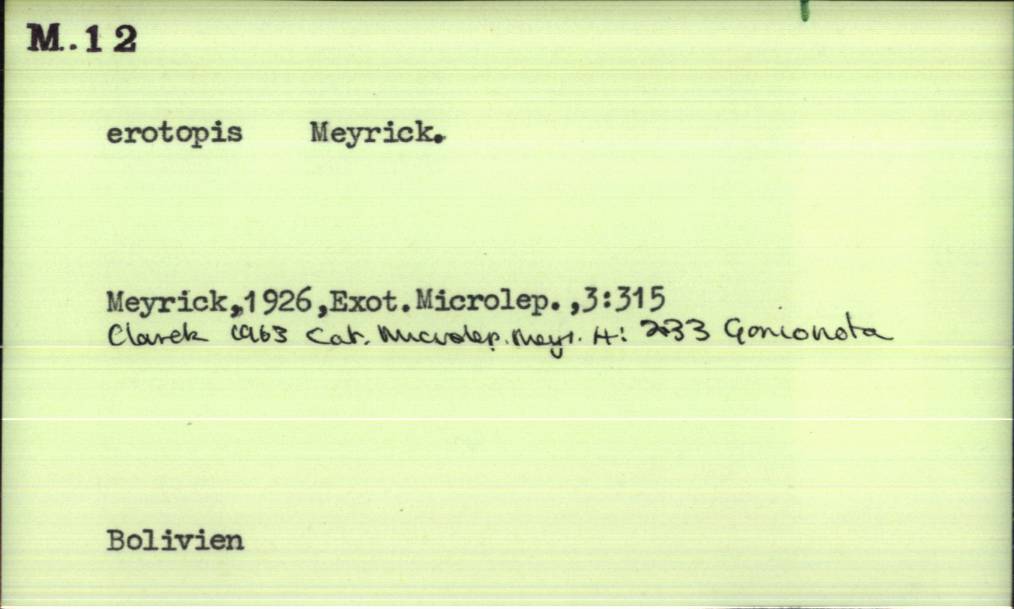 M.12
erotopis Meyrick.
Meyrick,1926,Exot.Microlep.,3:315
Clarck 1963 Cat. Microlep. Meyr. 4: 233 Gonionota
Bolivien